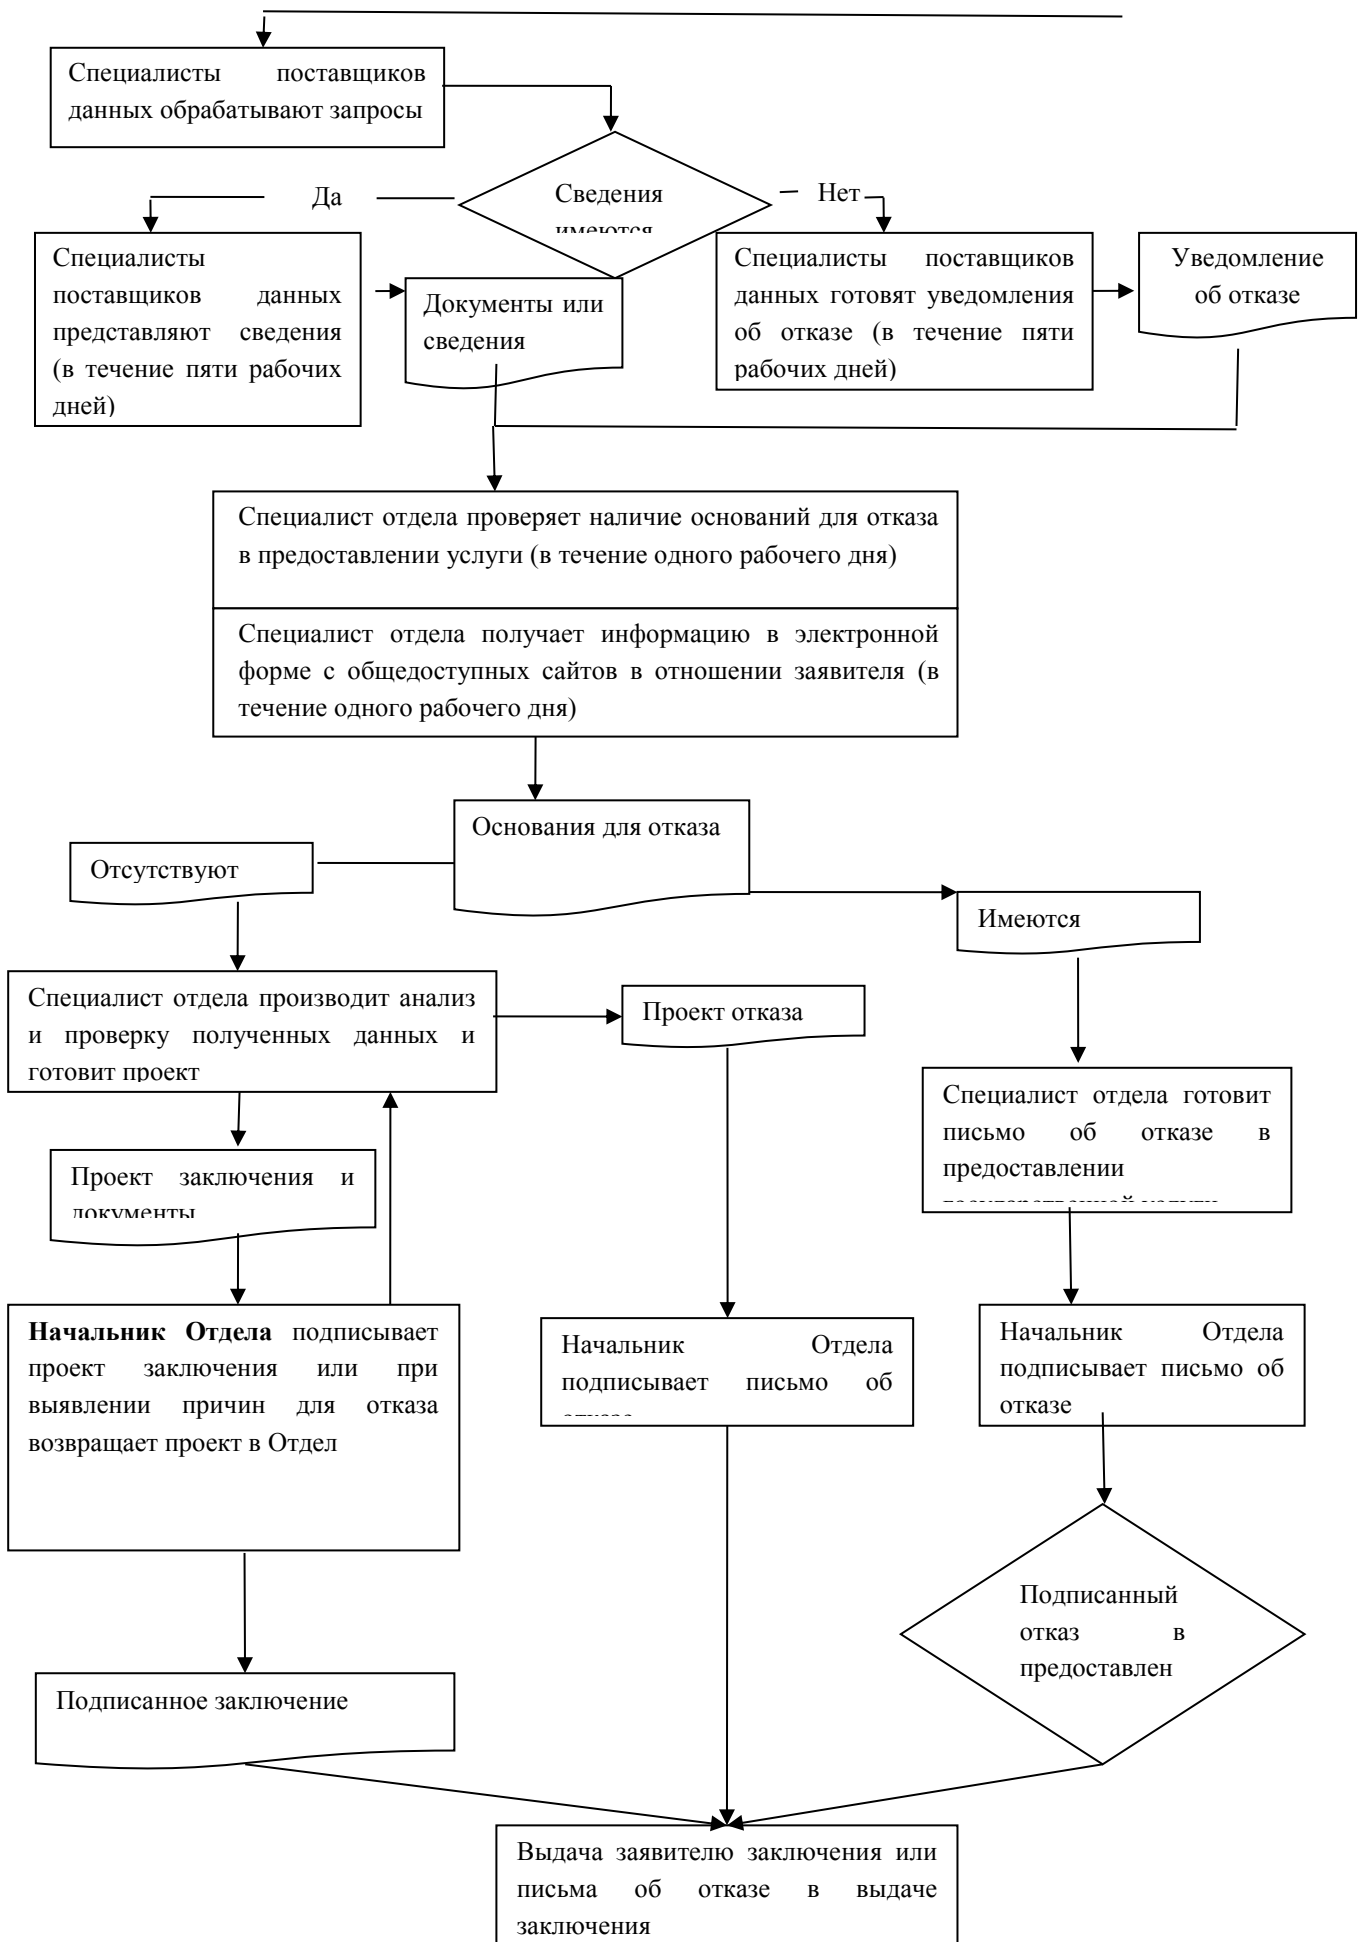 Специалисты поставщиков
данных обрабатывают запросы
Сведения
имеются
Да
Нет
Специалисты
поставщиков данных
представляют сведения
(в течение пяти рабочих
дней)
Документы или
сведения
Специалисты поставщиков
данных готовят уведомления
об отказе (в течение пяти
рабочих дней)
Уведомление
об отказе
Специалист отдела проверяет наличие оснований для отказа
в предоставлении услуги (в течение одного рабочего дня)
Специалист отдела получает информацию в электронной
форме с общедоступных сайтов в отношении заявителя (в
течение одного рабочего дня)
Основания для отказа
Отсутствуют
Имеются
Специалист отдела производит анализ
и проверку полученных данных и
готовит проект
Проект отказа
Специалист отдела готовит
письмо об отказе в
предоставлении
государственной услуги
Проект заключения и
документы
Начальник Отдела подписывает
проект заключения или при
выявлении причин для отказа
возвращает проект в Отдел
Начальник Отдела
подписывает письмо об
отказе
Начальник Отдела
подписывает письмо об
отказе
Подписанный
отказ в
предоставлен
Подписанное заключение
Выдача заявителю заключения или
письма об отказе в выдаче
заключения